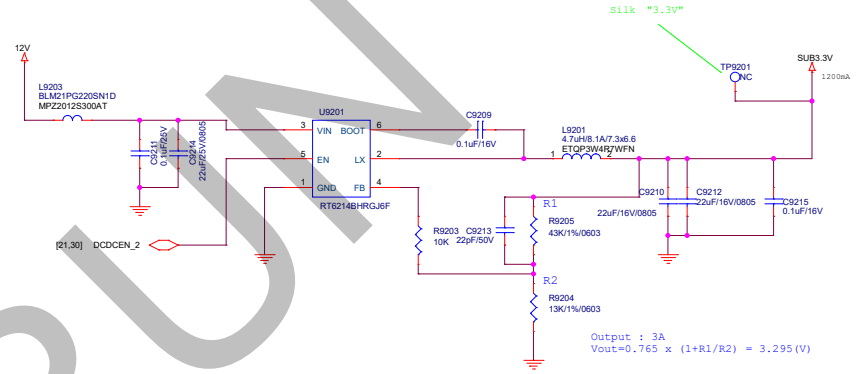 Silk "3.3V"
12V
SUB3.3V
TP9201
NC
1200mA
L9203
BLM21PG220SN1D
MPZ2012S300AT
U9201
C9209
0.1uF/16V
L9201
4.7uH/8.1A/7.3x6.6
ETQP3W4R7WFN
1
2
3 VIN BOOT 6
5 EN LX 2
1 GND FB 4
RT6214BHRGJ6F
C9211
0.1uF/25V
C9214
22uF/25V/0805
C9210
22uF/16V/0805
C9212
22uF/16V/0805
C9215
0.1uF/16V
R1
R9205
43K/1%/0603
R9203
10K
C9213
22pF/50V
[21,30] DCDCEN_2
R2
R9204
13K/1%/0603
Output : 3A
Vout=0.765 x (1+R1/R2) = 3.295(V)